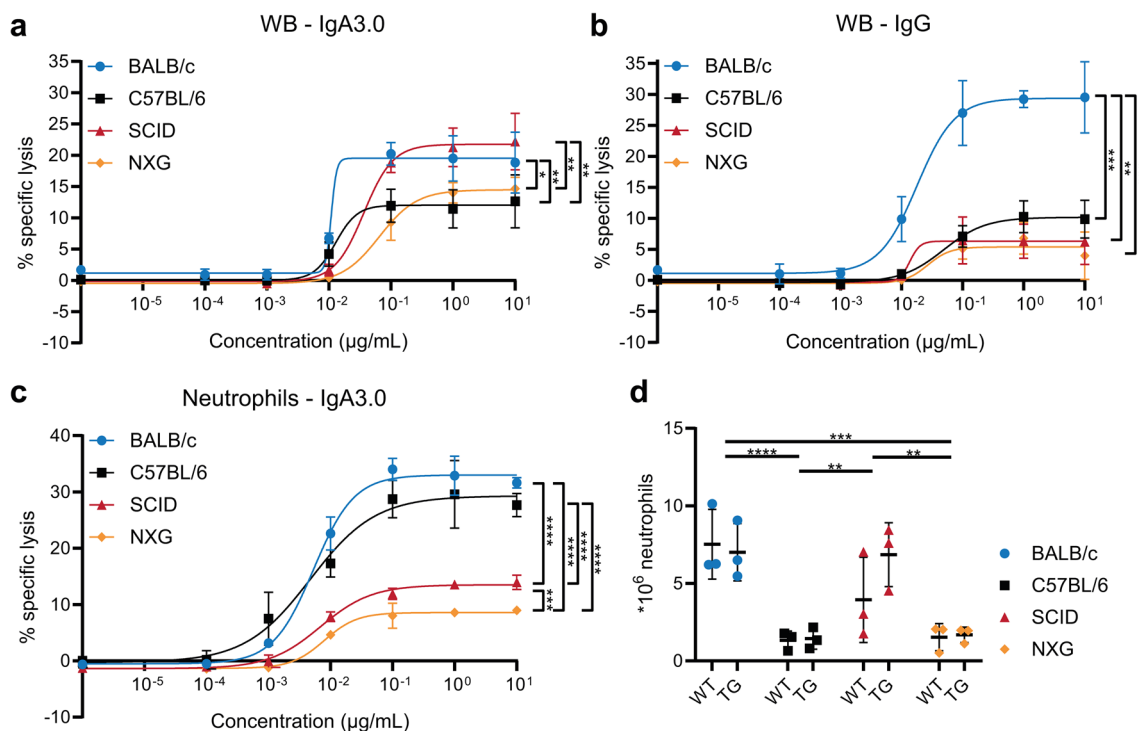 a
WB - IgA3.0
% specific lysis
35
30
25
20
15
10
5
0
-5
-10
BALB/c
C57BL/6
SCID
NXG
10⁻⁵ 10⁻⁴ 10⁻³ 10⁻² 10⁻¹ 10⁰ 10¹
Concentration (µg/mL)
* ** ** **
b
WB - IgG
% specific lysis
35
30
25
20
15
10
5
0
-5
-10
BALB/c
C57BL/6
SCID
NXG
10⁻⁵ 10⁻⁴ 10⁻³ 10⁻² 10⁻¹ 10⁰ 10¹
Concentration (µg/mL)
*** **
c
Neutrophils - IgA3.0
% specific lysis
40
30
20
10
0
-10
BALB/c
C57BL/6
SCID
NXG
10⁻⁵ 10⁻⁴ 10⁻³ 10⁻² 10⁻¹ 10⁰ 10¹
Concentration (µg/mL)
**** **** **** ****
***
d
*10⁶ neutrophils
15
10
5
0
***
**** **
**
WT TG WT TG WT TG WT TG
BALB/c
C57BL/6
SCID
NXG